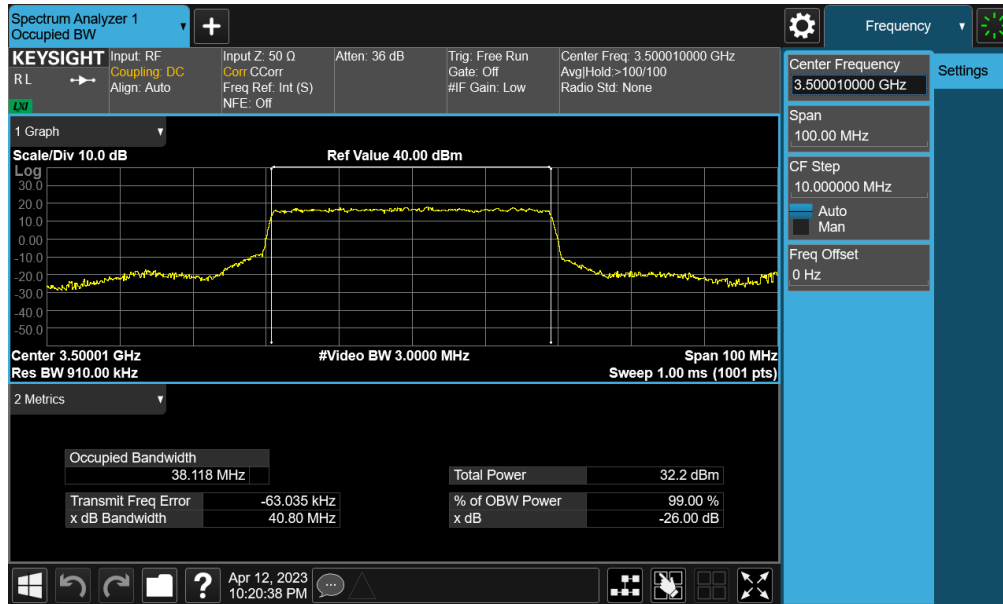 Spectrum Analyzer 1
Occupied BW
+
Frequency
KEYSIGHT
R L
LXI
Input: RF
Coupling: DC
Align: Auto
Input Z: 50 Ω
Corr CCorr
Freq Ref: Int (S)
NFE: Off
Atten: 36 dB
Trig: Free Run
Gate: Off
#IF Gain: Low
Center Freq: 3.500010000 GHz
Avg|Hold:>100/100
Radio Std: None
Center Frequency
3.500010000 GHz
Settings
Span
100.00 MHz
CF Step
10.000000 MHz
Auto
Man
Freq Offset
0 Hz
1 Graph
Scale/Div 10.0 dB
Ref Value 40.00 dBm
Log
30.0
20.0
10.0
0.00
-10.0
-20.0
-30.0
-40.0
-50.0
Center 3.50001 GHz
#Video BW 3.0000 MHz
Span 100 MHz
Res BW 910.00 kHz
Sweep 1.00 ms (1001 pts)
2 Metrics
Occupied Bandwidth
38.118 MHz
Total Power 32.2 dBm
Transmit Freq Error -63.035 kHz
% of OBW Power 99.00 %
x dB Bandwidth 40.80 MHz
x dB -26.00 dB
?
Apr 12, 2023
10:20:38 PM